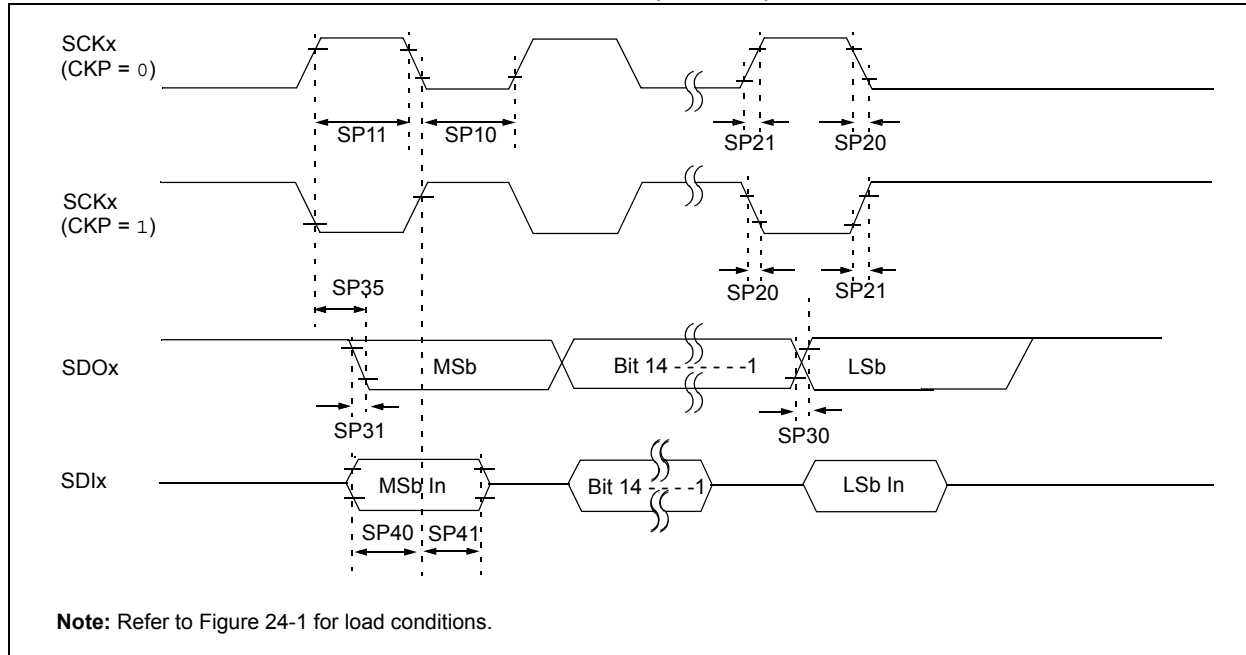 SCKx
(CKP = 0)
SP11
SP10
SP21
SP20
SCKx
(CKP = 1)
SP35
SP20
SP21
SDOx
MSb
Bit 14 - - - - - -1
LSb
SP31
SP30
SDIx
MSb In
Bit 14 - - - -1
LSb In
SP40
SP41
Note: Refer to Figure 24-1 for load conditions.